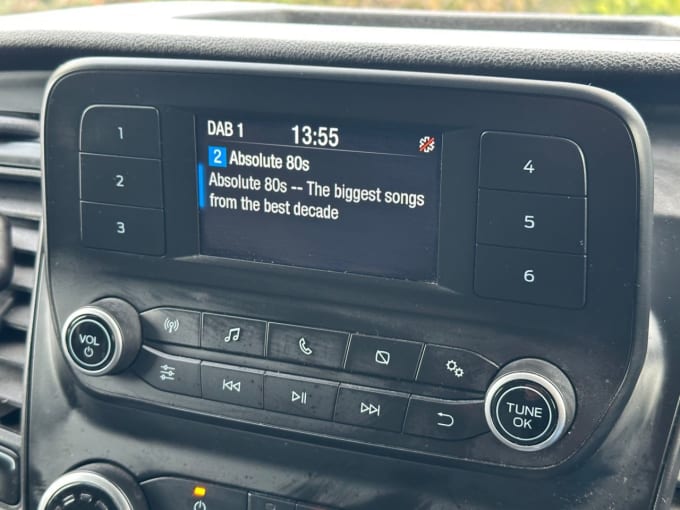 DAB 1 13:55
2 Absolute 80s
Absolute 80s -- The biggest songs
from the best decade
1
2
3
4
5
6
VOL
TUNE
OK